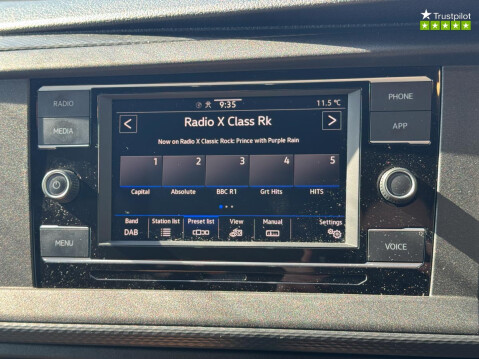 Trustpilot
RADIO
MEDIA
MENU
9:35
11.5 °C
< Radio X Class Rk >
Now on Radio X Classic Rock: Prince with Purple Rain
1 2 3 4 5
Capital Absolute BBC R1 Grt Hits HITS
Band Station list Preset list View Manual Settings
DAB
PHONE
APP
VOICE